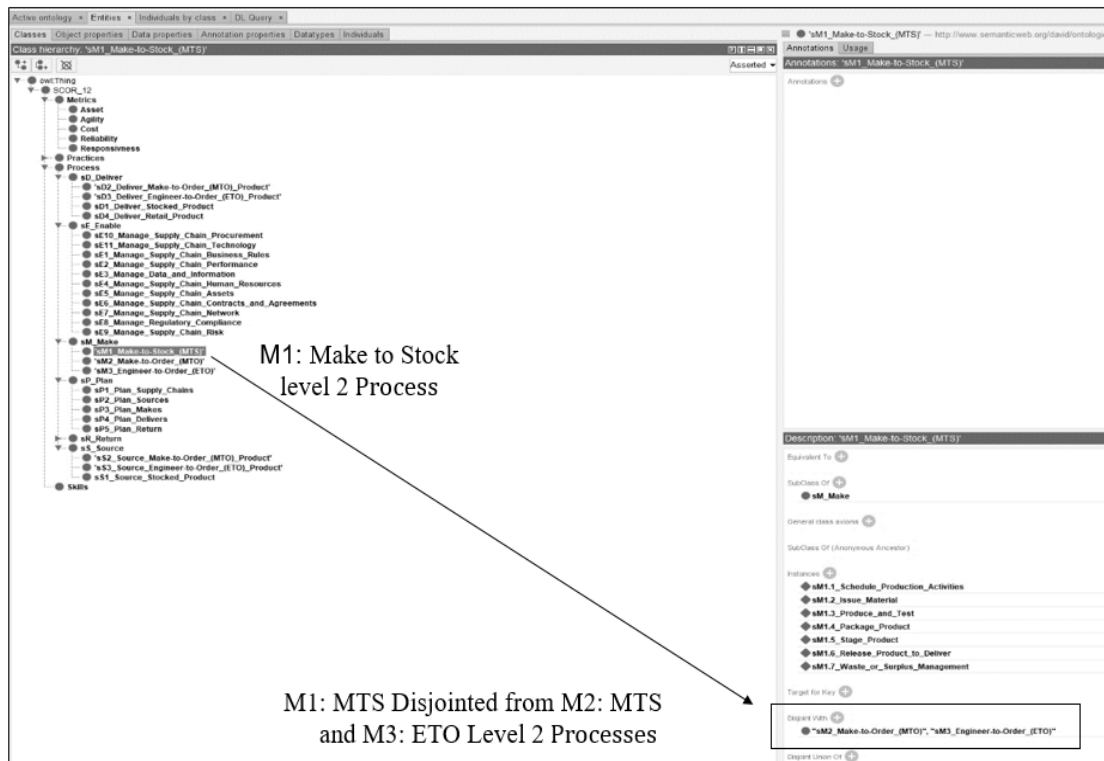 Active ontology × Entities × Individuals by class × DL Query ×
Classes Object properties Data properties Annotation properties Datatypes Individuals
Class hierarchy: 'sM1_Make-to-Stock_(MTS)'
Asserted
owl:Thing
SCOR_12
Metrics
Asset
Agility
Cost
Reliability
Responsivness
Practices
Process
sD_Deliver
'sD2_Deliver_Make-to-Order_(MTO)_Product'
'sD3_Deliver_Engineer-to-Order_(ETO)_Product'
sD1_Deliver_Stocked_Product
sD4_Deliver_Retail_Product
sE_Enable
sE10_Manage_Supply_Chain_Procurement
sE11_Manage_Supply_Chain_Technology
sE1_Manage_Supply_Chain_Business_Rules
sE2_Manage_Supply_Chain_Performance
sE3_Manage_Data_and_Information
sE4_Manage_Supply_Chain_Human_Resources
sE5_Manage_Supply_Chain_Assets
sE6_Manage_Supply_Chain_Contracts_and_Agreements
sE7_Manage_Supply_Chain_Network
sE8_Manage_Regulatory_Compliance
sE9_Manage_Supply_Chain_Risk
sM_Make
'sM1_Make-to-Stock_(MTS)'
'sM2_Make-to-Order_(MTO)'
'sM3_Engineer-to-Order_(ETO)'
sP_Plan
sP1_Plan_Supply_Chains
sP2_Plan_Sources
sP3_Plan_Makes
sP4_Plan_Delivers
sP5_Plan_Return
sR_Return
sS_Source
'sS2_Source_Make-to-Order_(MTO)_Product'
'sS3_Source_Engineer-to-Order_(ETO)_Product'
sS1_Source_Stocked_Product
Skills
M1: Make to Stock
level 2 Process
M1: MTS Disjointed from M2: MTS
and M3: ETO Level 2 Processes
'sM1_Make-to-Stock_(MTS)' — http://www.semanticweb.org/david/ontologie
Annotations Usage
Annotations: 'sM1_Make-to-Stock_(MTS)'
Annotations
Description: 'sM1_Make-to-Stock_(MTS)'
Equivalent To
SubClass Of
sM_Make
General class axioms
SubClass Of (Anonymous Ancestor)
Instances
sM1.1_Schedule_Production_Activities
sM1.2_Issue_Material
sM1.3_Produce_and_Test
sM1.4_Package_Product
sM1.5_Stage_Product
sM1.6_Release_Product_to_Deliver
sM1.7_Waste_or_Surplus_Management
Target for Key
Disjoint With
'sM2_Make-to-Order_(MTO)', 'sM3_Engineer-to-Order_(ETO)'
Disjoint Union Of